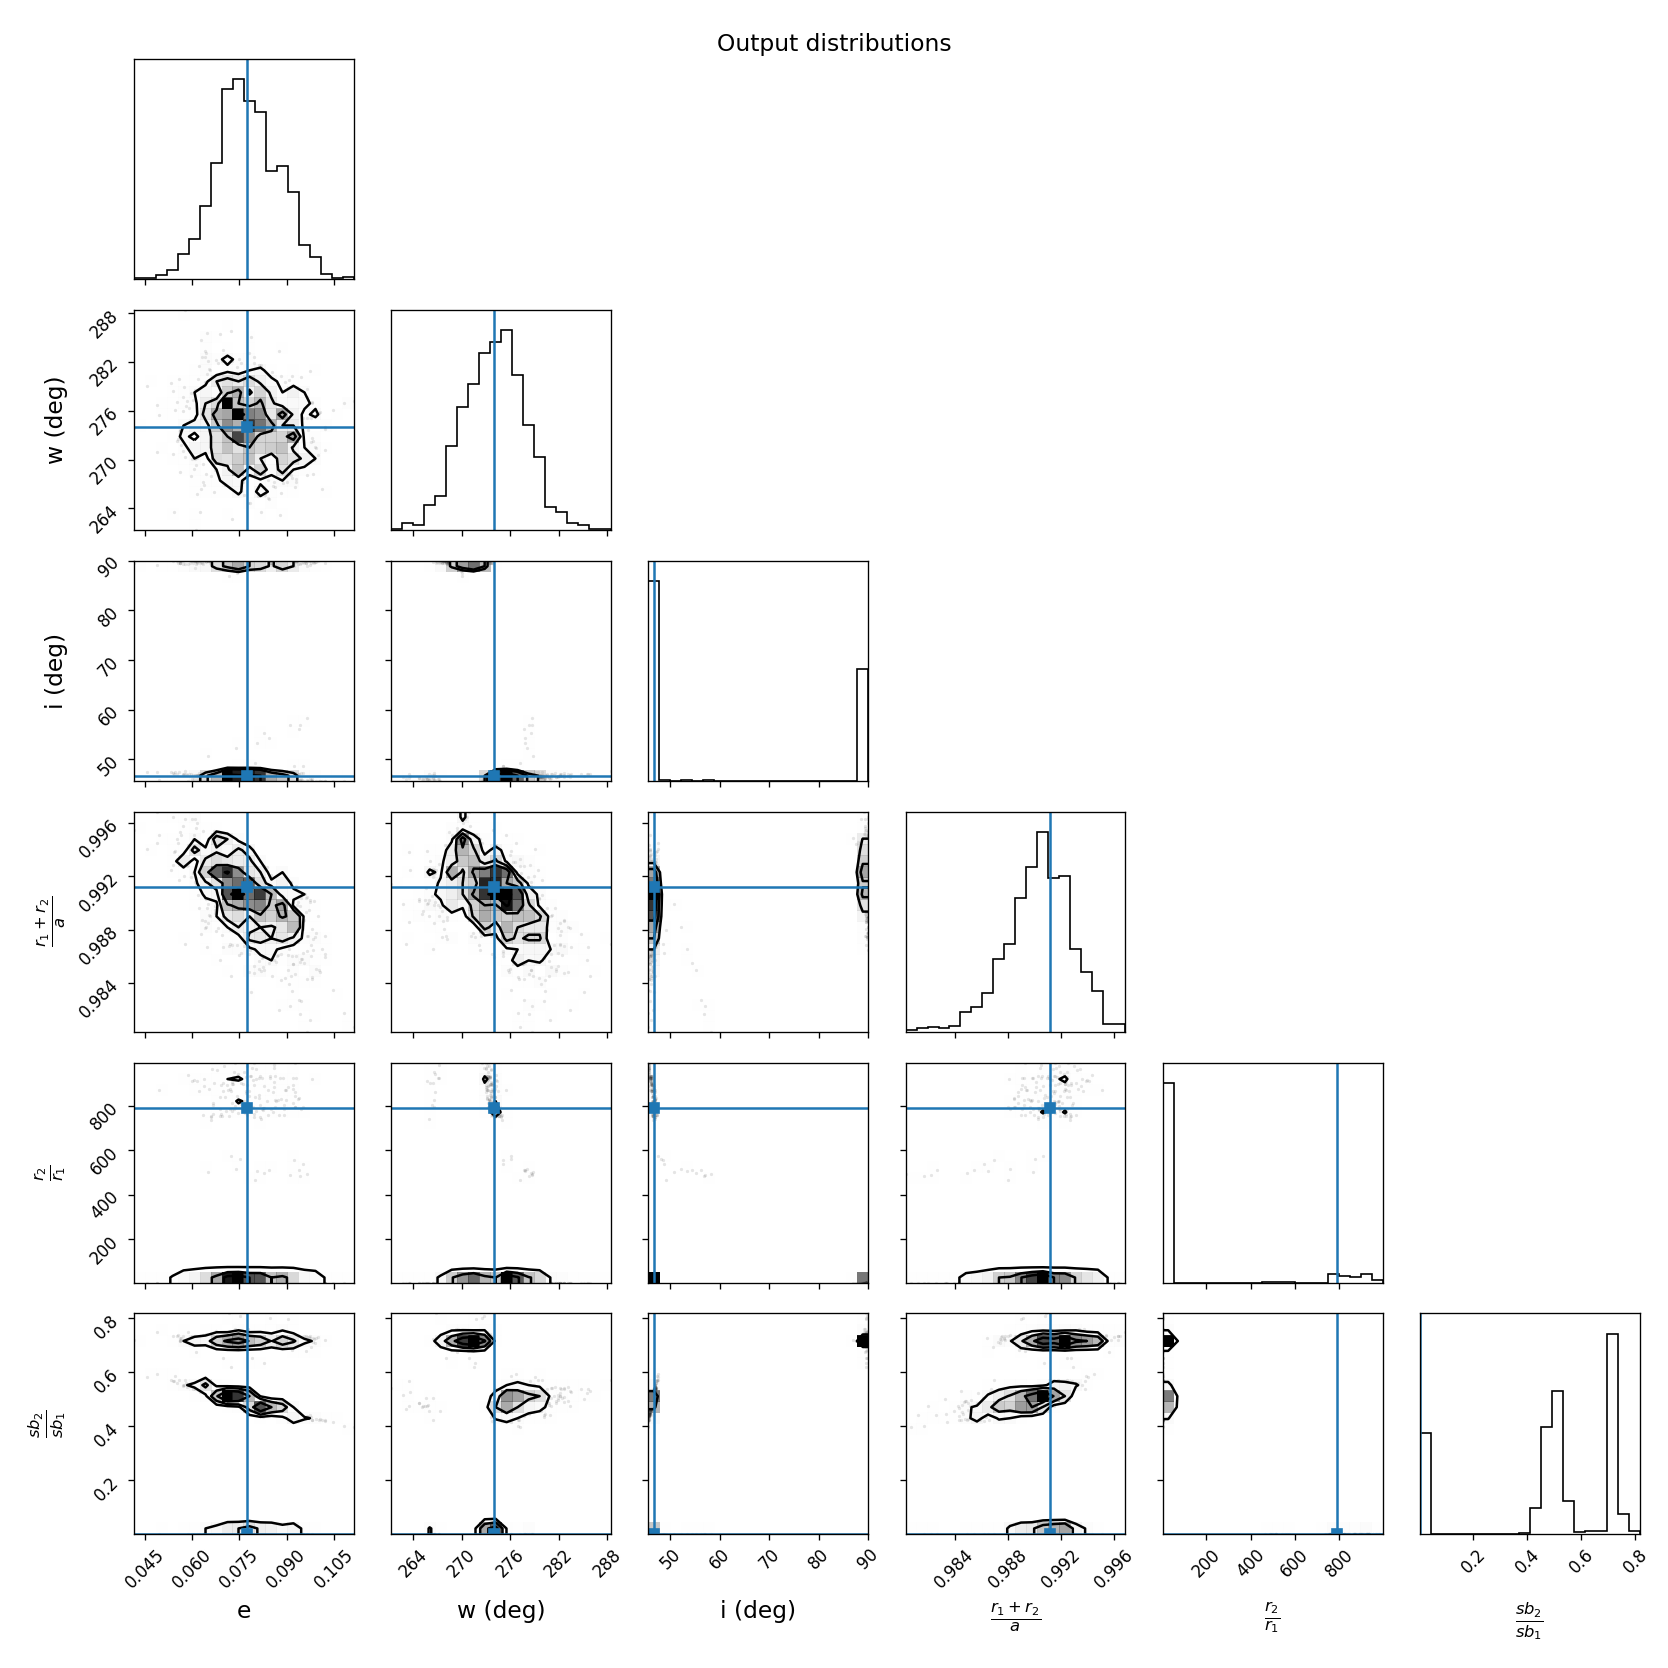 Output distributions
288
282
276
270
264
w (deg)
90
80
70
60
50
i (deg)
0.996
0.992
0.988
0.984
r₁ + r₂
a
800
600
400
200
r₂
r₁
0.8
0.6
0.4
0.2
sb₂
sb₁
0.045 0.060 0.075 0.090 0.105
264 270 276 282 288
50 60 70 80 90
0.984 0.988 0.992 0.996
200 400 600 800
0.2 0.4 0.6 0.8
e
w (deg)
i (deg)
r₁ + r₂
a
r₂
r₁
sb₂
sb₁